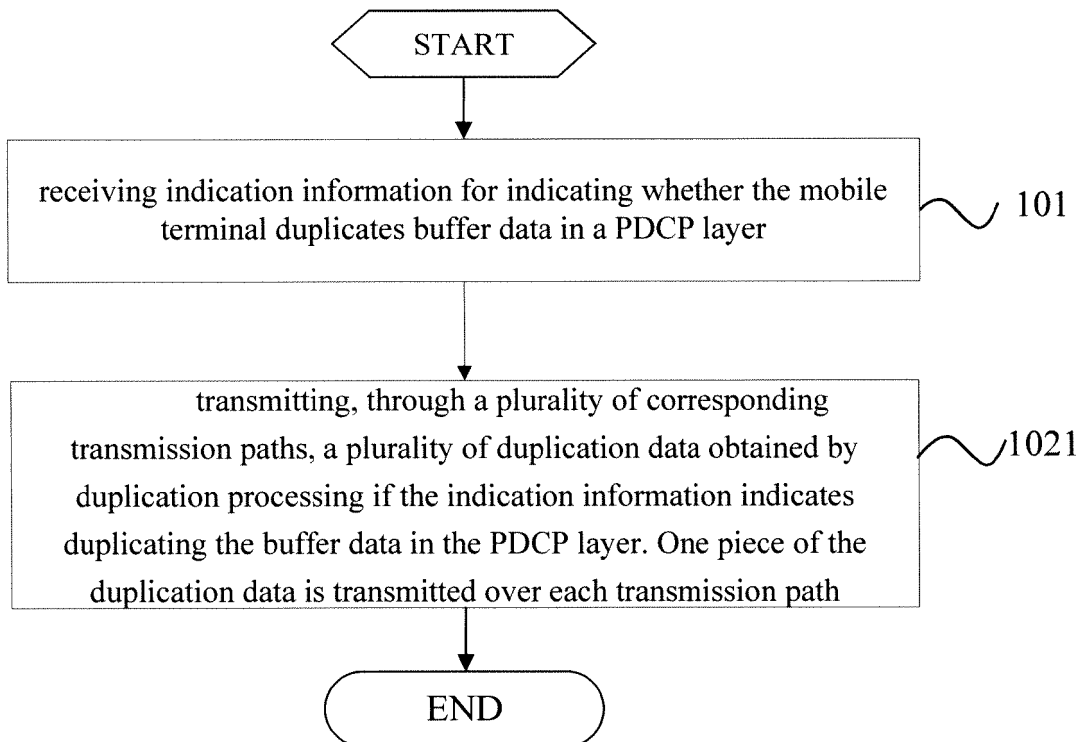 START
receiving indication information for indicating whether the mobile
terminal duplicates buffer data in a PDCP layer
101
transmitting, through a plurality of corresponding
transmission paths, a plurality of duplication data obtained by
duplication processing if the indication information indicates
duplicating the buffer data in the PDCP layer. One piece of the
duplication data is transmitted over each transmission path
1021
END